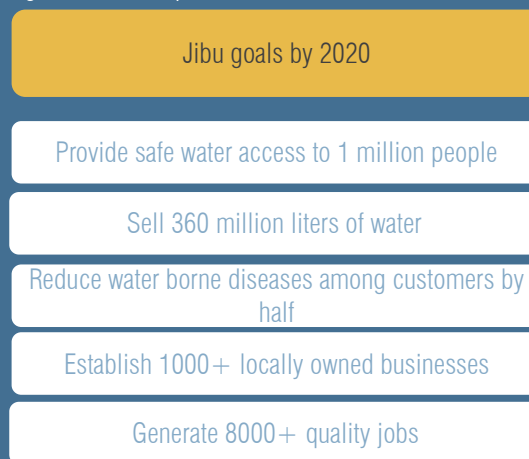 Jibu goals by 2020
Provide safe water access to 1 million people
Sell 360 million liters of water
Reduce water borne diseases among customers by
half
Establish 1000+ locally owned businesses
Generate 8000+ quality jobs